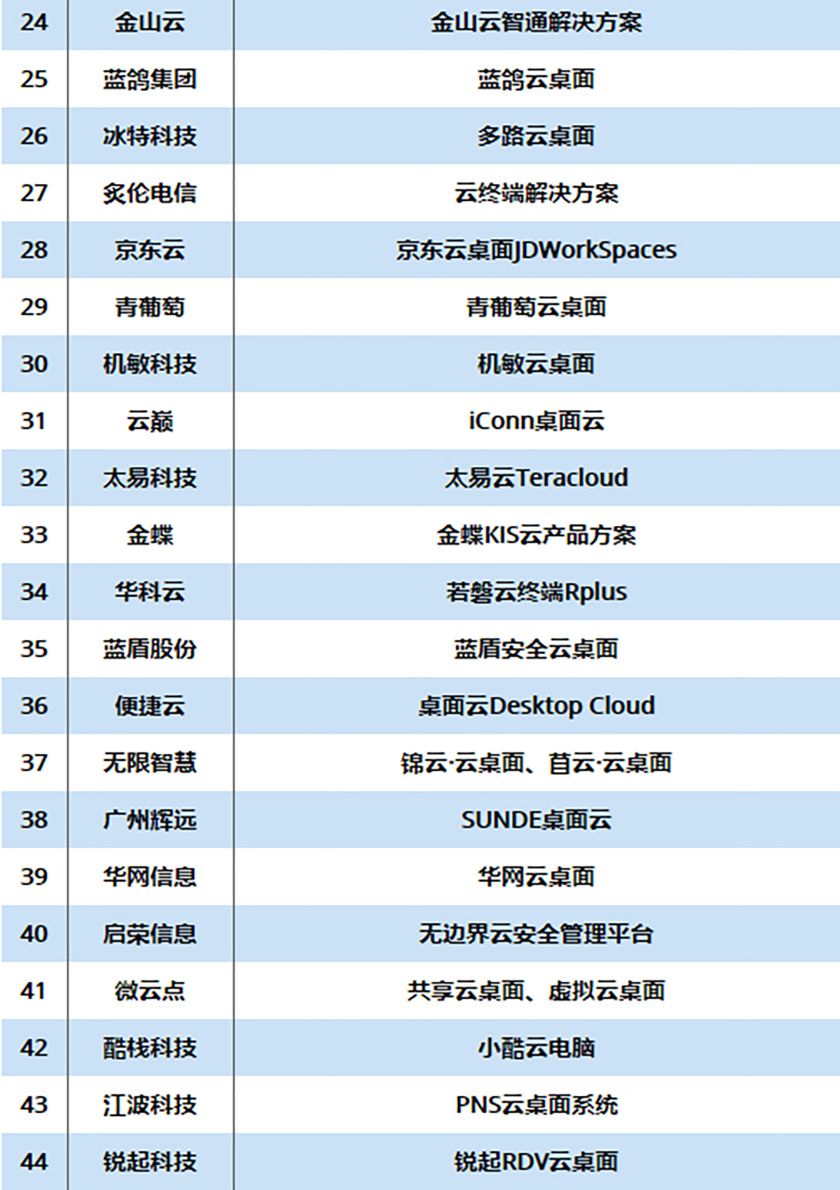 24 金山云 金山云智通解决方案
25 蓝鸽集团 蓝鸽云桌面
26 冰特科技 多路云桌面
27 炙伦电信 云终端解决方案
28 京东云 京东云桌面JDWorkSpaces
29 青葡萄 青葡萄云桌面
30 机敏科技 机敏云桌面
31 云巅 iConn桌面云
32 太易科技 太易云Teracloud
33 金蝶 金蝶KIS云产品方案
34 华科云 若磐云终端Rplus
35 蓝盾股份 蓝盾安全云桌面
36 便捷云 桌面云Desktop Cloud
37 无限智慧 锦云·云桌面、苜云·云桌面
38 广州辉远 SUNDE桌面云
39 华网信息 华网云桌面
40 启荣信息 无边界云安全管理平台
41 微云点 共享云桌面、虚拟云桌面
42 酷栈科技 小酷云电脑
43 江波科技 PNS云桌面系统
44 锐起科技 锐起RDV云桌面